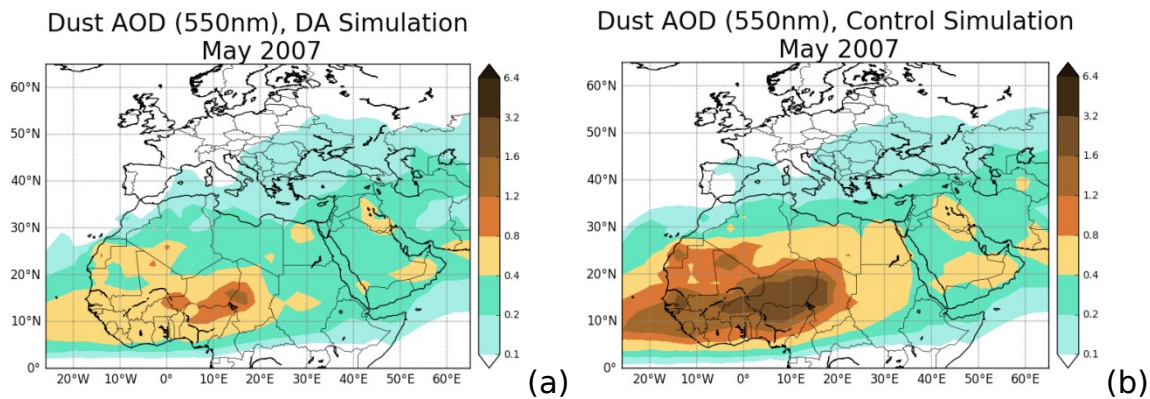 Dust AOD (550nm), DA Simulation
May 2007
60°N
50°N
40°N
30°N
20°N
10°N
0°
20°W 10°W 0° 10°E 20°E 30°E 40°E 50°E 60°E
6.4
3.2
1.6
1.2
0.8
0.4
0.2
0.1
(a)
Dust AOD (550nm), Control Simulation
May 2007
60°N
50°N
40°N
30°N
20°N
10°N
0°
20°W 10°W 0° 10°E 20°E 30°E 40°E 50°E 60°E
6.4
3.2
1.6
1.2
0.8
0.4
0.2
0.1
(b)